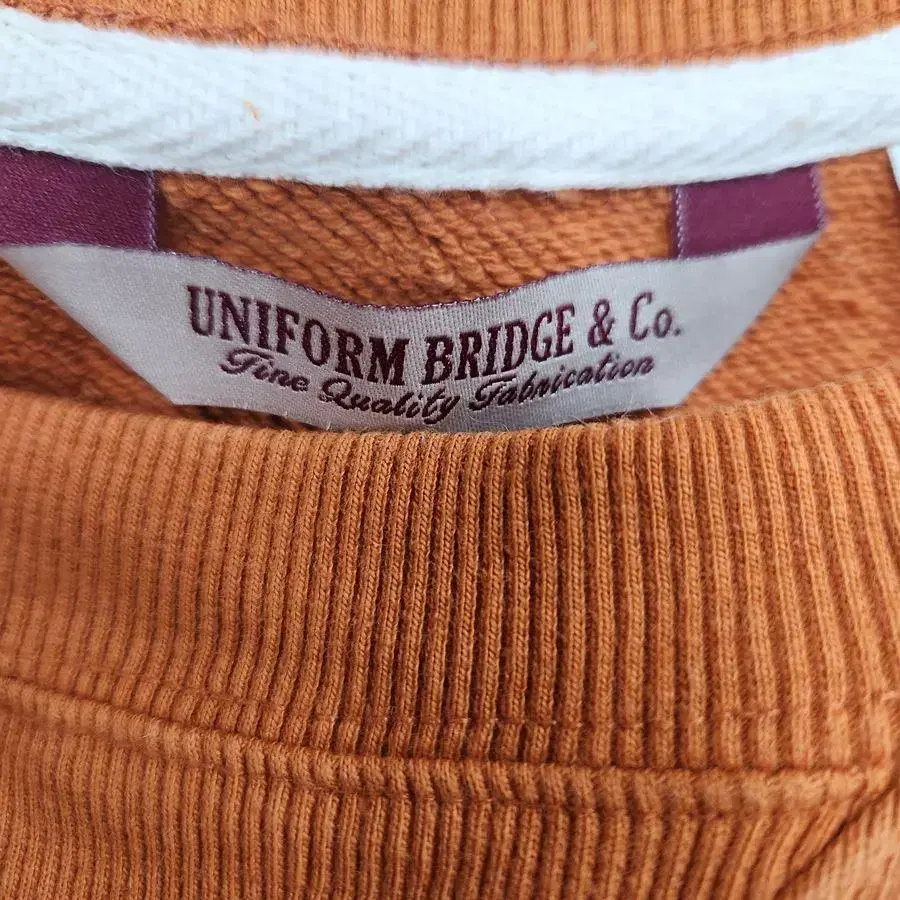 UNIFORM BRIDGE & Co.
Fine Quality Fabrication